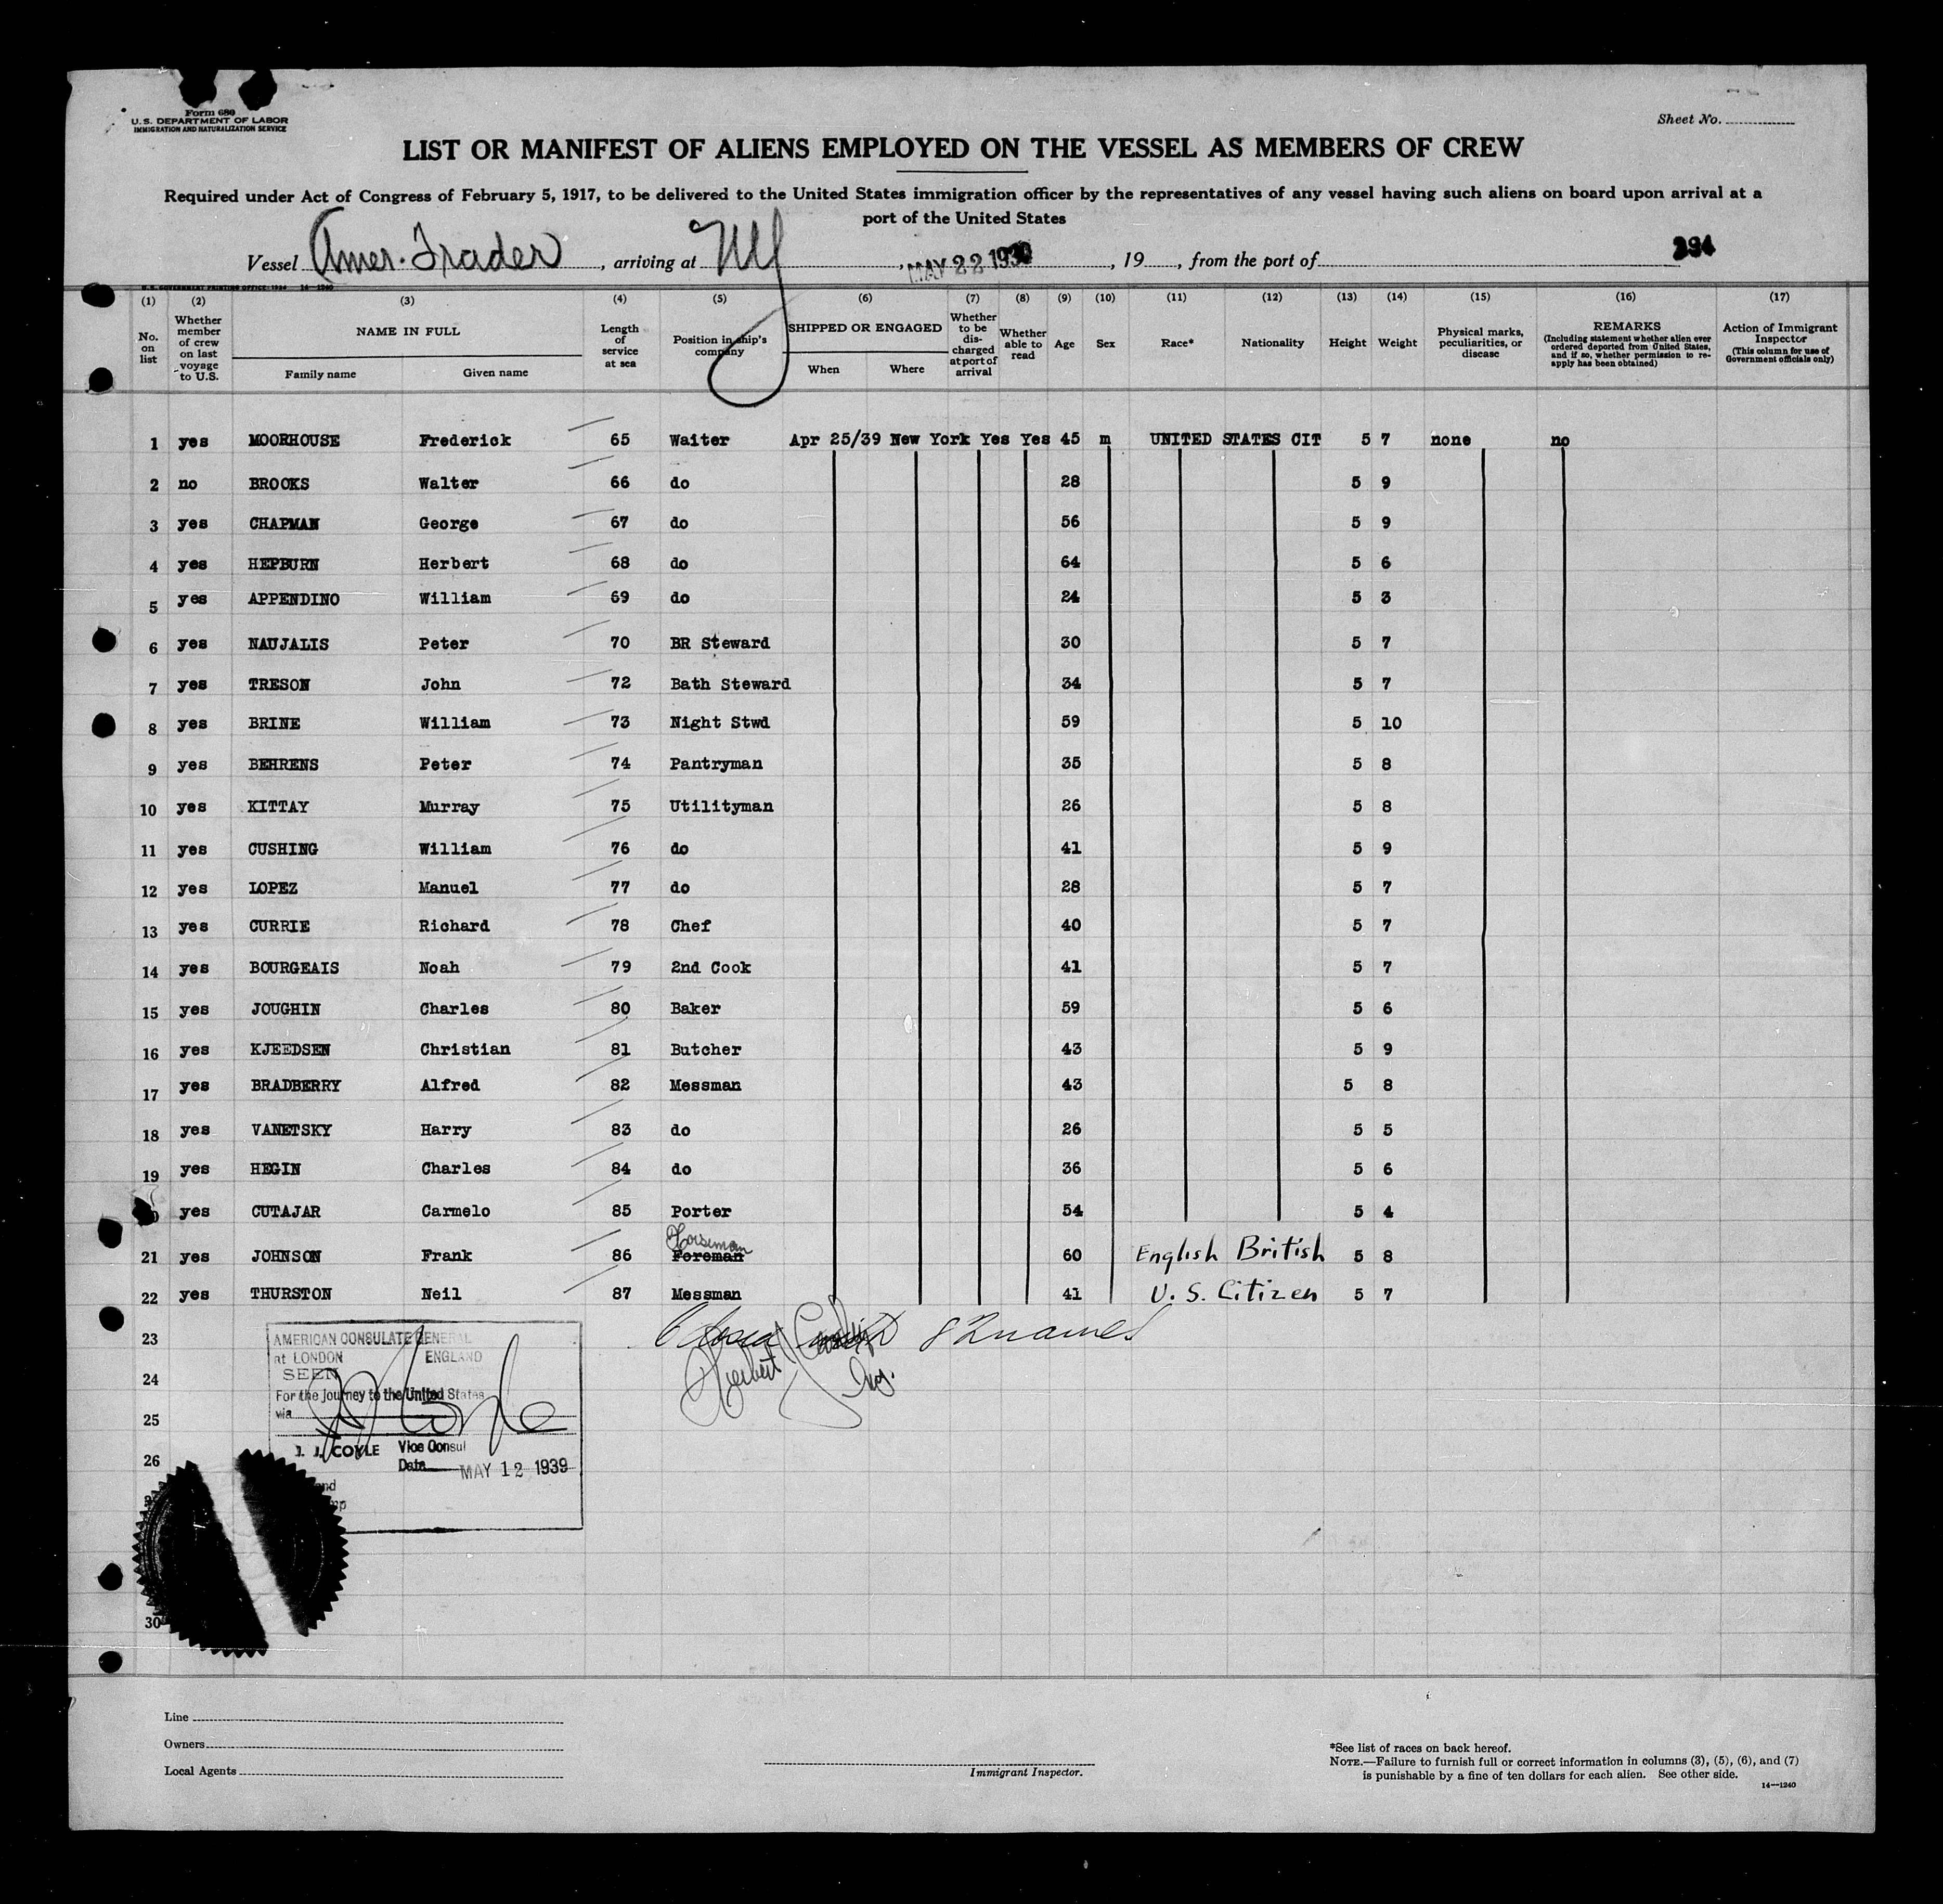 Form 680
U.S. DEPARTMENT OF LABOR
IMMIGRATION AND NATURALIZATION SERVICE
Sheet No.
LIST OR MANIFEST OF ALIENS EMPLOYED ON THE VESSEL AS MEMBERS OF CREW
Required under Act of Congress of February 5, 1917, to be delivered to the United States immigration officer by the representatives of any vessel having such aliens on board upon arrival at a
port of the United States
Vessel Amer. Trader, arriving at NY, MAY 22 1939, 19, from the port of 294
U.S. GOVERNMENT PRINTING OFFICE: 1934 14—1240
(1) (2) (3) (4) (5) (6) (7) (8) (9) (10) (11) (12) (13) (14) (15) (16) (17)
No. on list
Whether member of crew on last voyage to U.S.
NAME IN FULL
Family name Given name
Length of service at sea
Position in ship's company
SHIPPED OR ENGAGED
When Where
Whether to be discharged at port of arrival
Whether able to read
Age
Sex
Race*
Nationality
Height
Weight
Physical marks, peculiarities, or disease
REMARKS
(Including statement whether alien ever ordered deported from United States, and if so, whether permission to reapply has been obtained)
Action of Immigrant Inspector
(This column for use of Government officials only)
1 yes MOORHOUSE Frederick 65 Waiter Apr 25/39 New York Yes Yes 45 m UNITED STATES CIT 5 7 none no
2 no BROOKS Walter 66 do 28 5 9
3 yes CHAPMAN George 67 do 56 5 9
4 yes HEPBURN Herbert 68 do 64 5 6
5 yes APPENDINO William 69 do 24 5 3
6 yes NAUJALIS Peter 70 BR Steward 30 5 7
7 yes TRESON John 72 Bath Steward 34 5 7
8 yes BRINE William 73 Night Stwd 59 5 10
9 yes BEHRENS Peter 74 Pantryman 35 5 8
10 yes KITTAY Murray 75 Utilityman 26 5 8
11 yes CUSHING William 76 do 41 5 9
12 yes LOPEZ Manuel 77 do 28 5 7
13 yes CURRIE Richard 78 Chef 40 5 7
14 yes BOURGEAIS Noah 79 2nd Cook 41 5 7
15 yes JOUGHIN Charles 80 Baker 59 5 6
16 yes KJEEDSEN Christian 81 Butcher 43 5 9
17 yes BRADBERRY Alfred 82 Messman 43 5 8
18 yes VANETSKY Harry 83 do 26 5 5
19 yes HEGIN Charles 84 do 36 5 6
yes CUTAJAR Carmelo 85 Porter 54 5 4
Horseman
21 yes JOHNSON Frank 86 Foreman 60 English British 5 8
22 yes THURSTON Neil 87 Messman 41 U. S. Citizen 5 7
23
24
25
26
30
82 names
Herbert
AMERICAN CONSULATE GENERAL
at LONDON ENGLAND
SEEN
For the journey to the United States
via
J. J. COYLE Vice Consul
Date MAY 12 1939
Line
Owners
Local Agents
Immigrant Inspector.
*See list of races on back hereof.
NOTE.—Failure to furnish full or correct information in columns (3), (5), (6), and (7)
is punishable by a fine of ten dollars for each alien. See other side.
14—1240